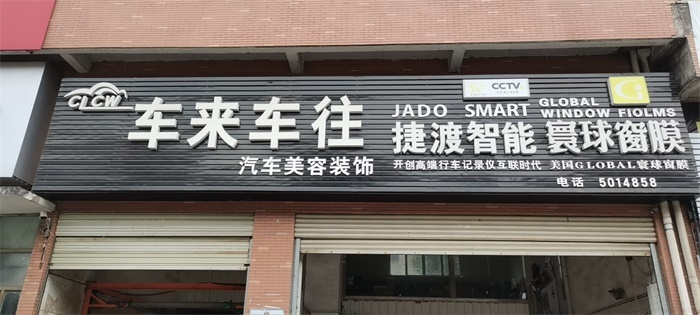 CLCW
车来车往
汽车美容装饰
CCTV
JADO SMART
捷渡智能
开创高端行车记录仪互联时代
GLOBAL
WINDOW FIOLMS
寰球窗膜
美国GLOBAL寰球窗膜
电话 5014858